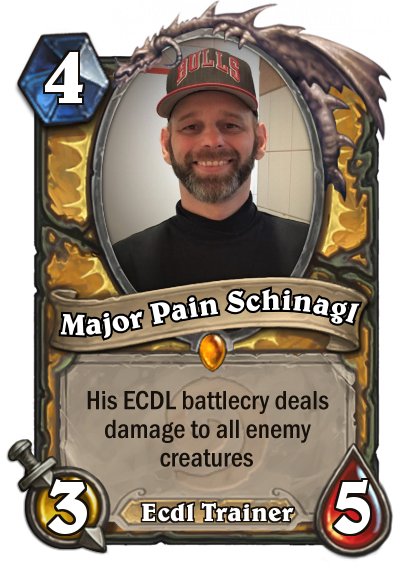 4
BULLS
Major Pain Schinagl
His ECDL battlecry deals
damage to all enemy
creatures
3
Ecdl Trainer
5